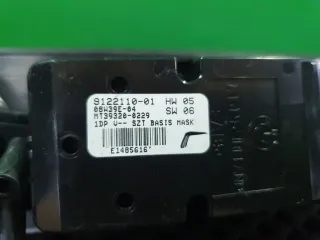 9122110-01 HW 05
08W39E-04 SW 06
MT39320-0229
1DP V-- SZT BASIS MASK
E1485616